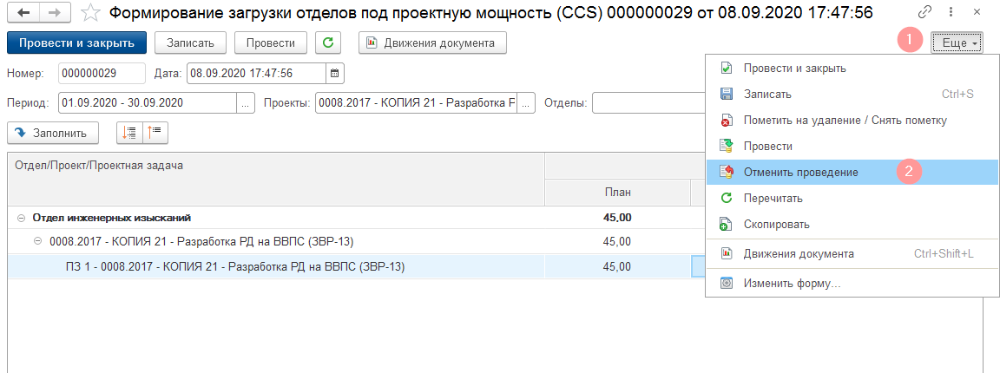 Формирование загрузки отделов под проектную мощность (CCS) 000000029 от 08.09.2020 17:47:56
Провести и закрыть Записать Провести Движения документа 1 Еще
Номер: 000000029 Дата: 08.09.2020 17:47:56
Период: 01.09.2020 - 30.09.2020 ... Проекты: 0008.2017 - КОПИЯ 21 - Разработка Р ... Отделы:
Заполнить
Отдел/Проект/Проектная задача
План
Отдел инженерных изысканий 45,00
0008.2017 - КОПИЯ 21 - Разработка РД на ВВПС (ЗВР-13) 45,00
ПЗ 1 - 0008.2017 - КОПИЯ 21 - Разработка РД на ВВПС (ЗВР-13) 45,00
Провести и закрыть
Записать Ctrl+S
Пометить на удаление / Снять пометку
Провести
Отменить проведение 2
Перечитать
Скопировать
Движения документа Ctrl+Shift+L
Изменить форму...